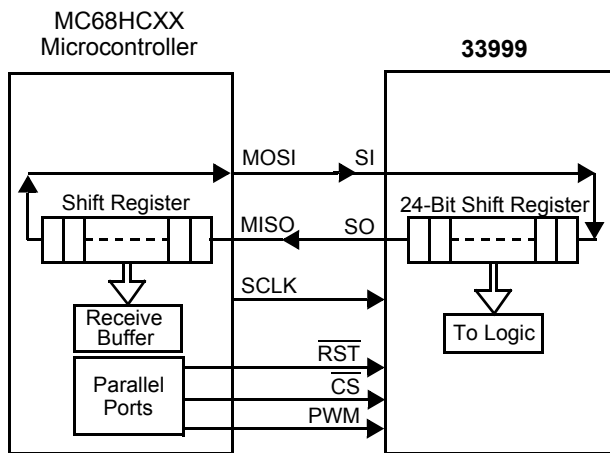 MC68HCXX
Microcontroller
33999
MOSI
SI
Shift Register
24-Bit Shift Register
MISO
SO
SCLK
Receive
Buffer
To Logic
RST
CS
PWM
Parallel
Ports